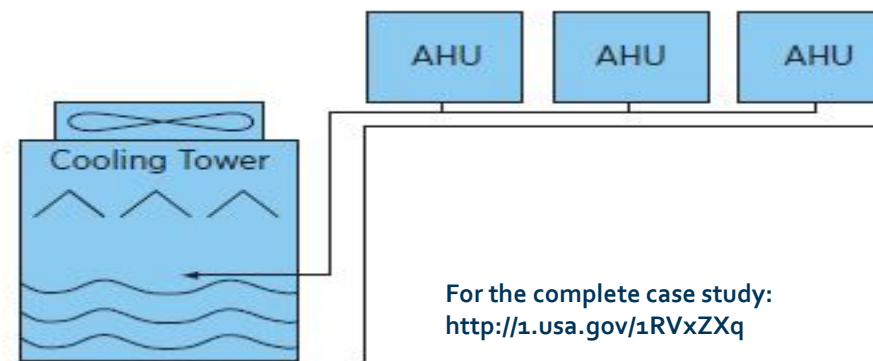 AHU AHU AHU
Cooling Tower
For the complete case study:
http://1.usa.gov/1RVxZXq